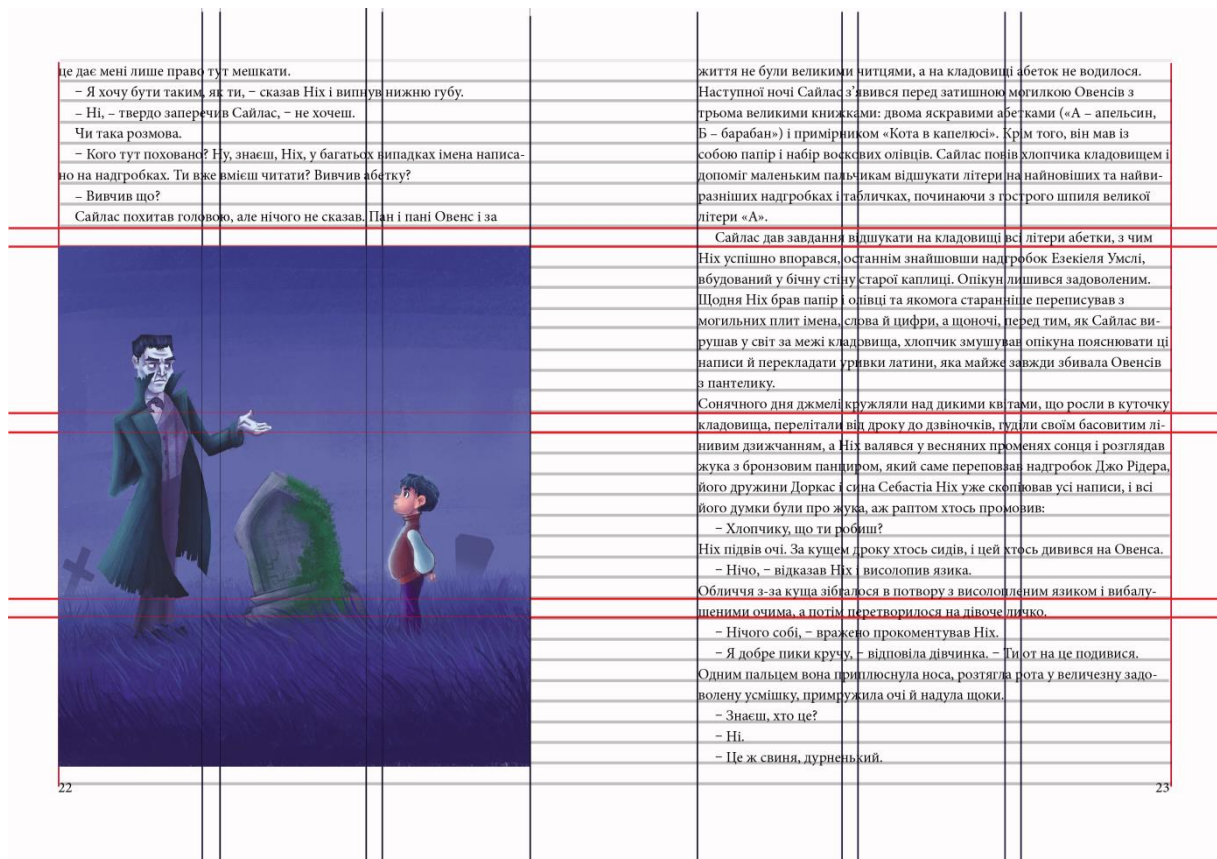 це дає мені лише право тут мешкати.
− Я хочу бути таким, як ти, − сказав Ніх і випнув нижню губу.
– Ні, – твердо заперечив Сайлас, − не хочеш.
Чи така розмова.
− Кого тут поховано? Ну, знаєш, Ніх, у багатьох випадках імена написа-
но на надгробках. Ти вже вмієш читати? Вивчив абетку?
– Вивчив що?
Сайлас похитав головою, але нічого не сказав. Пан і пані Овенс і за
22
життя не були великими читцями, а на кладовищі абеток не водилося.
Наступної ночі Сайлас з’явився перед затишною могилкою Овенсів з
трьома великими книжками: двома яскравими абетками («А – апельсин,
Б – барабан») і примірником «Кота в капелюсі». Крім того, він мав із
собою папір і набір воскових олівців. Сайлас повів хлопчика кладовищем і
допоміг маленьким пальчикам відшукати літери на найновіших та найви-
разніших надгробках і табличках, починаючи з гострого шпиля великої
літери «А».
Сайлас дав завдання відшукати на кладовищі всі літери абетки, з чим
Ніх успішно впорався, останнім знайшовши надгробок Езекієля Умслі,
вбудований у бічну стіну старої каплиці. Опікун лишився задоволеним.
Щодня Ніх брав папір і олівці та якомога старанніше переписував з
могильних плит імена, слова й цифри, а щоночі, перед тим, як Сайлас ви-
рушав у світ за межі кладовища, хлопчик змушував опікуна пояснювати ці
написи й перекладати уривки латини, яка майже завжди збивала Овенсів
з пантелику.
Сонячного дня джмелі кружляли над дикими квітами, що росли в куточку
кладовища, перелітали від дроку до дзвіночків, гуділи своїм басовитим лі-
нивим дзижчанням, а Ніх валявся у весняних променях сонця і розглядав
жука з бронзовим панциром, який саме переповзав надгробок Джо Рідера,
його дружини Доркас і сина Себастіа Ніх уже скопіював усі написи, і всі
його думки були про жука, аж раптом хтось промовив:
− Хлопчику, що ти робиш?
Ніх підвів очі. За кущем дроку хтось сидів, і цей хтось дивився на Овенса.
− Нічо, − відказав Ніх і висолопив язика.
Обличчя з-за куща зібгалося в потвору з висолопленим язиком і вибалу-
шеними очима, а потім перетворилося на дівоче личко.
− Нічого собі, − вражено прокоментував Ніх.
− Я добре пики кручу, − відповіла дівчинка. − Ти от на це подивися.
Одним пальцем вона приплюснула носа, розтягла рота у величезну задо-
волену усмішку, примружила очі й надула щоки.
− Знаєш, хто це?
− Ні.
− Це ж свиня, дурненький.
23